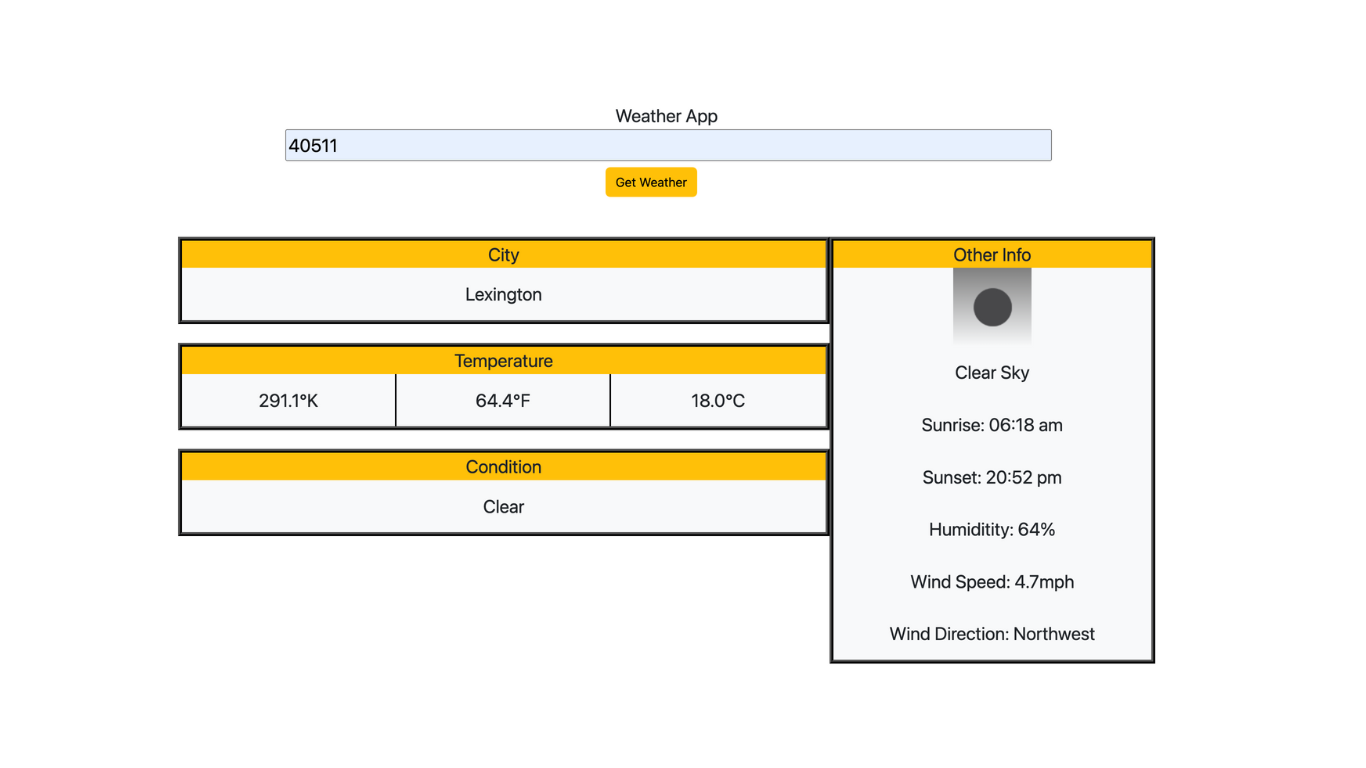 Weather App
40511
Get Weather
City
Lexington
Temperature
291.1°K
64.4°F
18.0°C
Condition
Clear
Other Info
Clear Sky
Sunrise: 06:18 am
Sunset: 20:52 pm
Humiditity: 64%
Wind Speed: 4.7mph
Wind Direction: Northwest